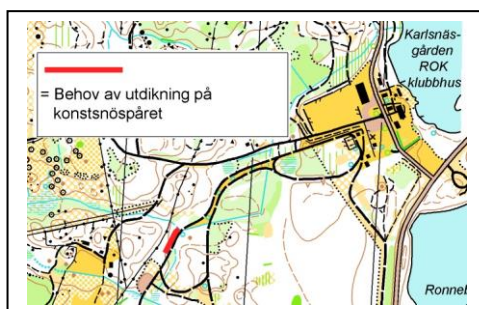 Karlsnäs-
gården
ROK
klubbhus
= Behov av utdikning på
konstsnöspåret
Ronneb